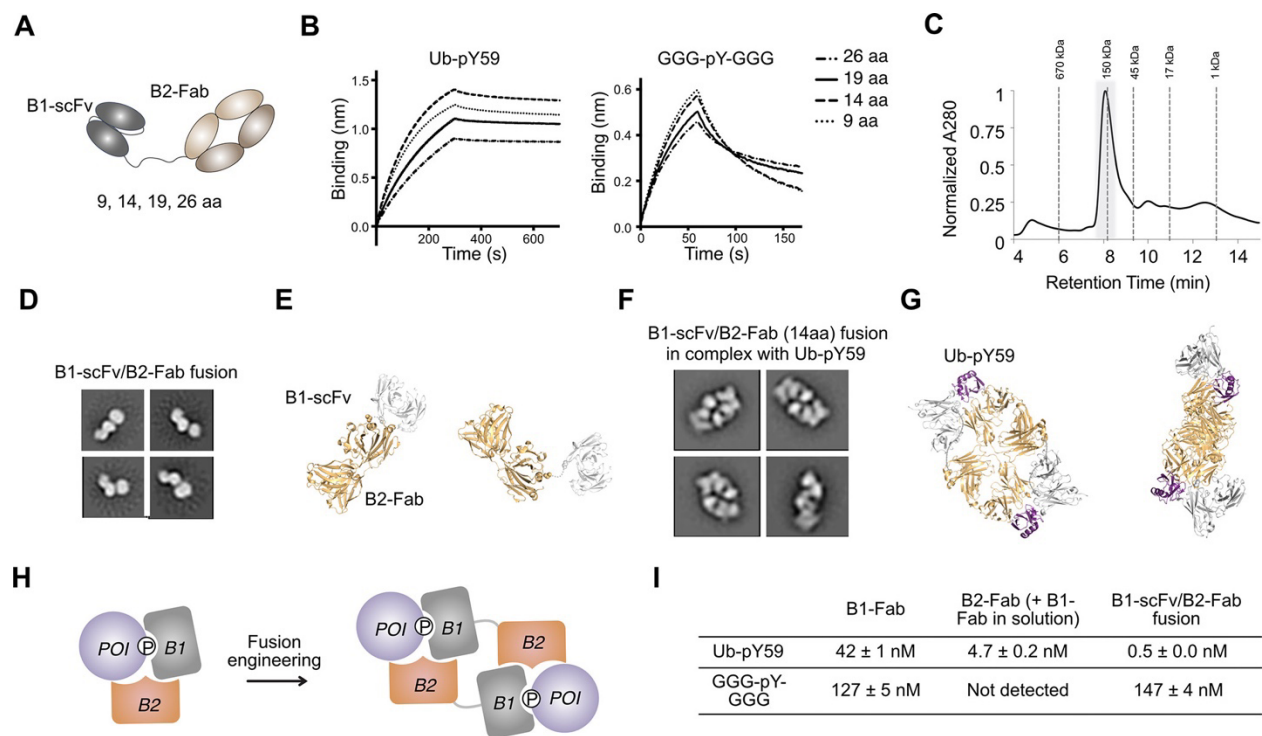 A
B1-scFv
B2-Fab
9, 14, 19, 26 aa
B
Ub-pY59
Binding (nm)
1.5
1.0
0.5
0.0
200
400
600
Time (s)
GGG-pY-GGG
Binding (nm)
0.6
0.4
0.2
0.0
0
50
100
150
Time (s)
26 aa
19 aa
14 aa
9 aa
C
670 kDa
150 kDa
45 kDa
17 kDa
1 kDa
Normalized A280
1
0.75
0.5
0.25
0
4
6
8
10
12
14
Retention Time (min)
D
B1-scFv/B2-Fab fusion
E
B1-scFv
B2-Fab
F
B1-scFv/B2-Fab (14aa) fusion
in complex with Ub-pY59
G
Ub-pY59
H
POI
P
B1
B2
Fusion
engineering
POI
P
B1
B2
B2
B1
P
POI
I
B1-Fab
B2-Fab (+ B1-
Fab in solution)
B1-scFv/B2-Fab
fusion
Ub-pY59
42 ± 1 nM
4.7 ± 0.2 nM
0.5 ± 0.0 nM
GGG-pY-
GGG
127 ± 5 nM
Not detected
147 ± 4 nM